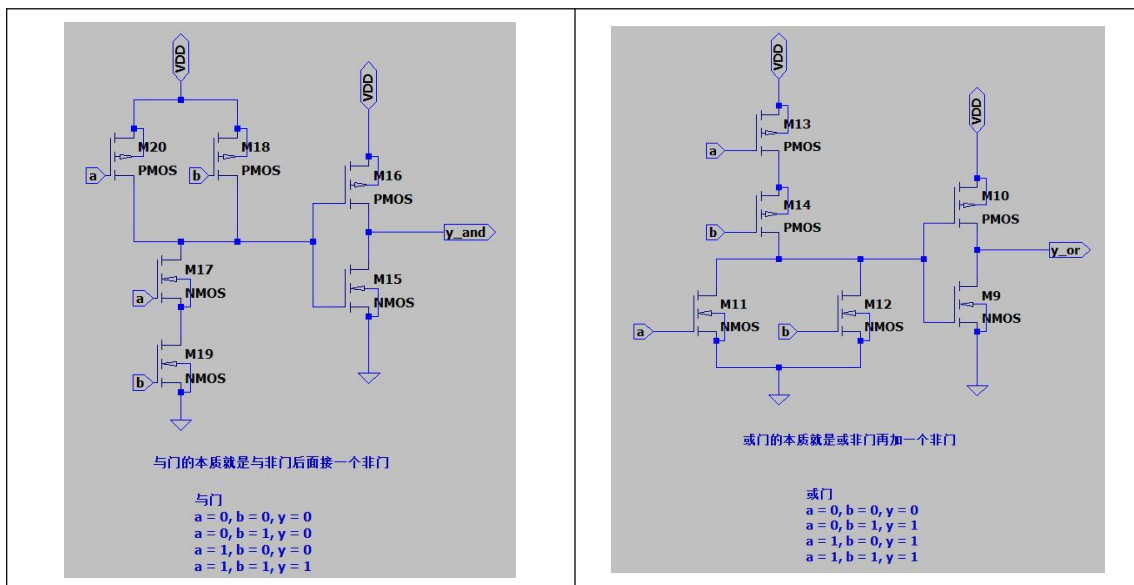 VDD
VDD
M20
M18
a
PMOS
b
PMOS
M16
PMOS
y_and
M17
a
NMOS
M15
NMOS
M19
b
NMOS
与门的本质就是与非门后面接一个非门
与门
a = 0, b = 0, y = 0
a = 0, b = 1, y = 0
a = 1, b = 0, y = 0
a = 1, b = 1, y = 1
VDD
VDD
M13
a
PMOS
M14
b
PMOS
M10
PMOS
y_or
M11
a
NMOS
M12
b
NMOS
M9
NMOS
或门的本质就是或非门再加一个非门
或门
a = 0, b = 0, y = 0
a = 0, b = 1, y = 1
a = 1, b = 0, y = 1
a = 1, b = 1, y = 1